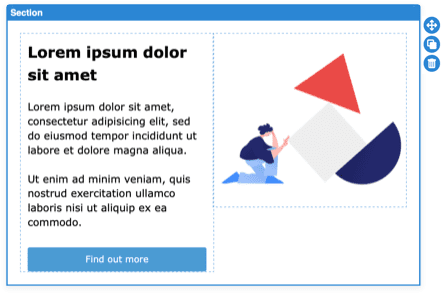 Section
Lorem ipsum dolor
sit amet
Lorem ipsum dolor sit amet,
consectetur adipisicing elit, sed
do eiusmod tempor incididunt ut
labore et dolore magna aliqua.
Ut enim ad minim veniam, quis
nostrud exercitation ullamco
laboris nisi ut aliquip ex ea
commodo.
Find out more